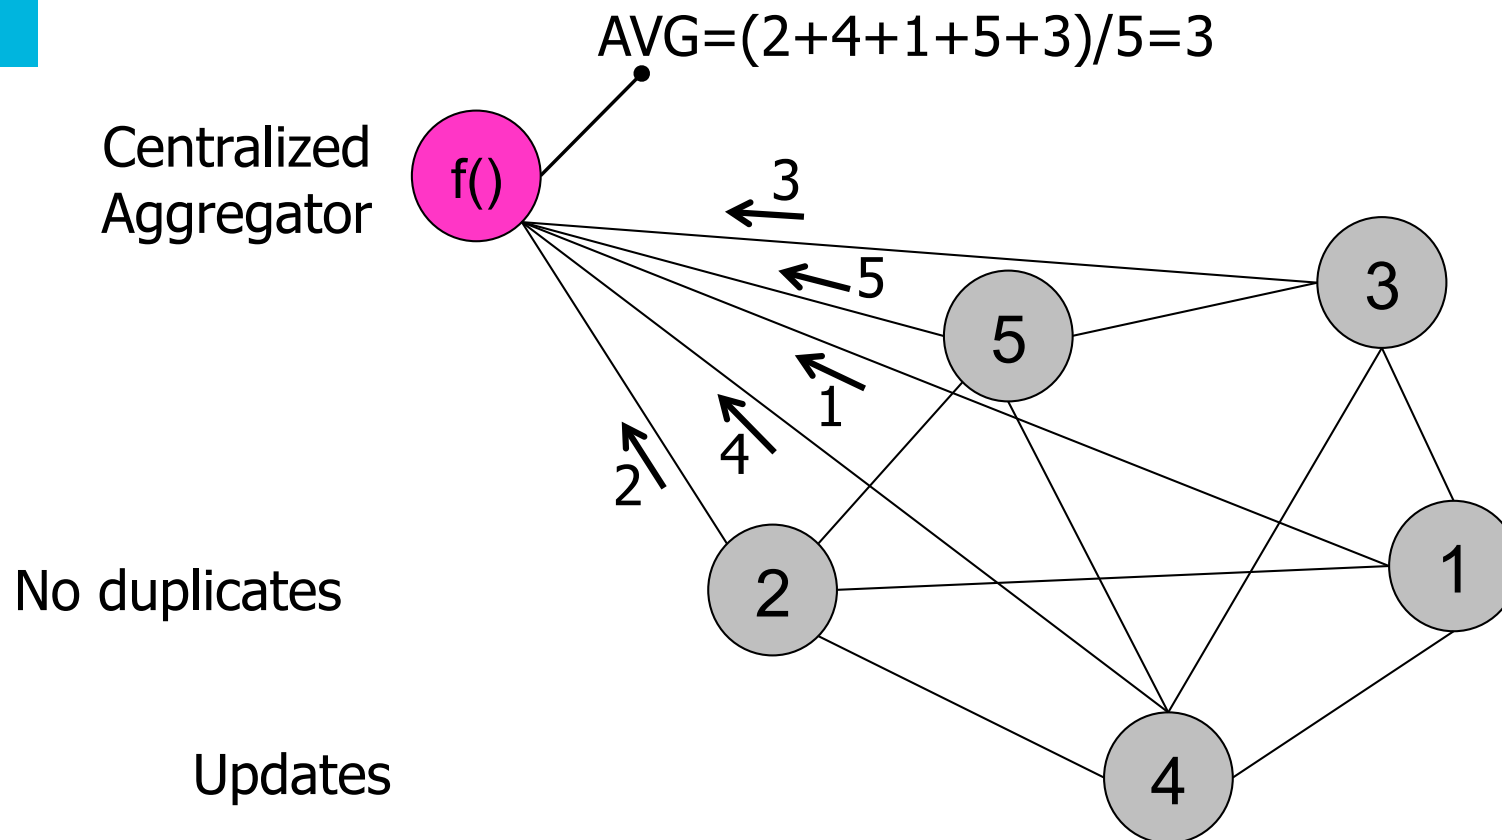 AVG=(2+4+1+5+3)/5=3
Centralized
Aggregator
f()
3
5
1
4
2
3
5
1
2
4
No duplicates
Updates